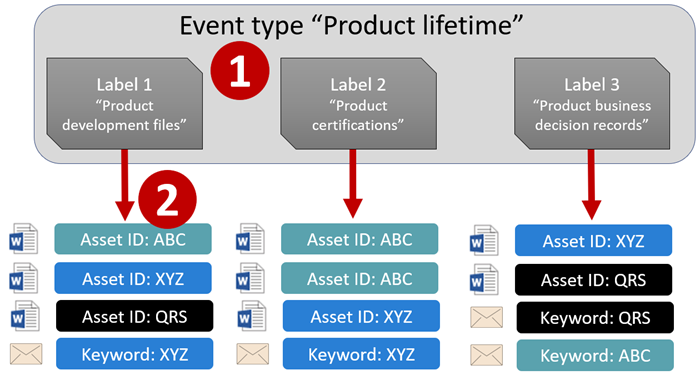 Event type “Product lifetime”
1
Label 1
“Product
development files”
Label 2
“Product
certifications”
Label 3
“Product business
decision records”
2
W Asset ID: ABC
W Asset ID: XYZ
W Asset ID: QRS
Keyword: XYZ
W Asset ID: ABC
W Asset ID: ABC
W Asset ID: XYZ
Keyword: XYZ
W Asset ID: XYZ
W Asset ID: QRS
Keyword: QRS
Keyword: ABC